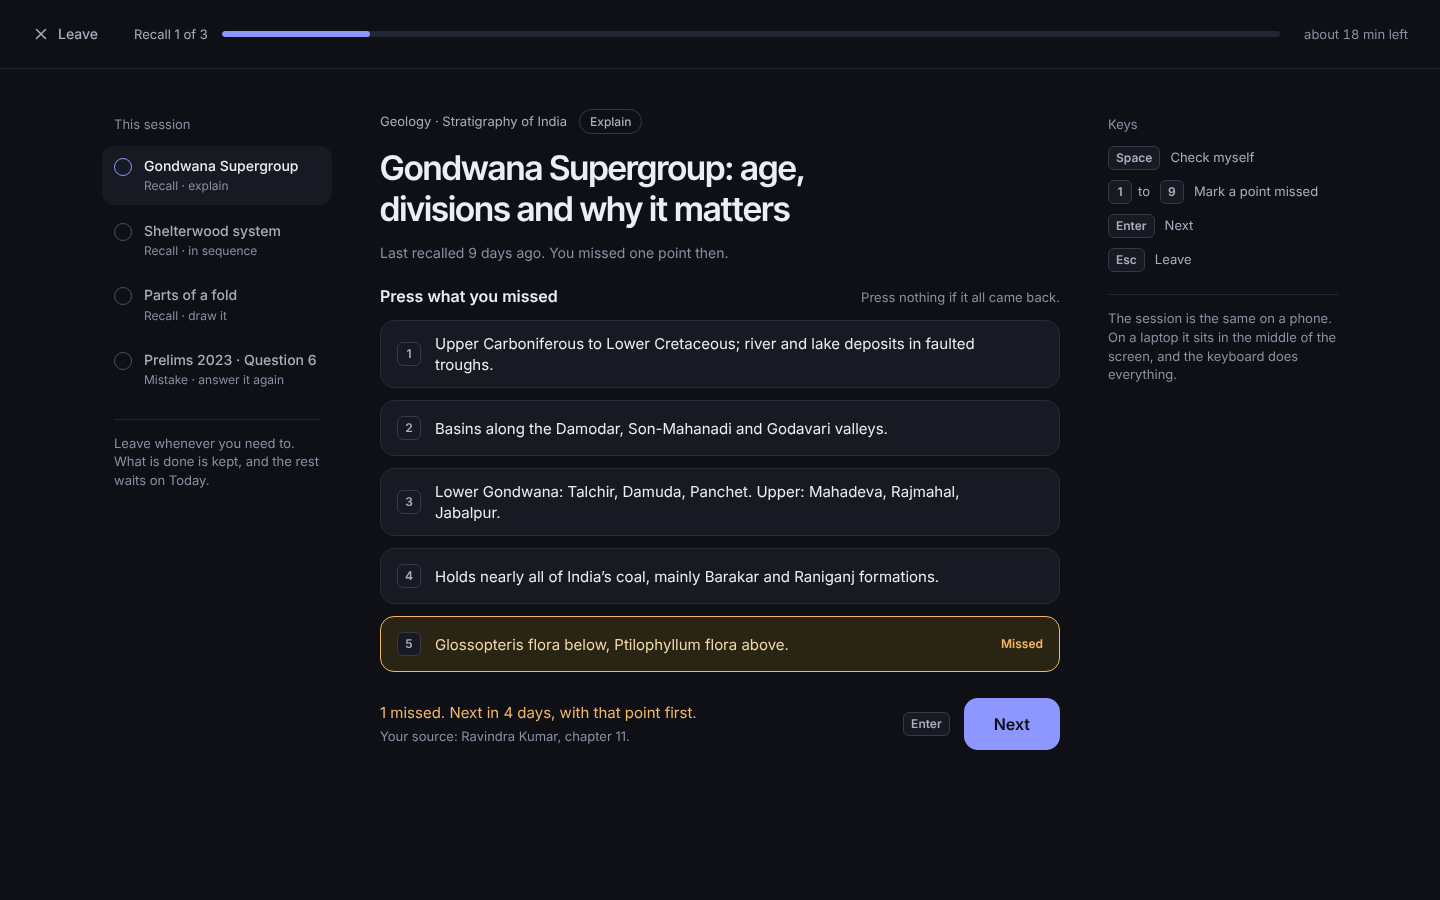 Leave
Recall 1 of 3
about 18 min left
This session
Gondwana Supergroup
Recall · explain
Shelterwood system
Recall · in sequence
Parts of a fold
Recall · draw it
Prelims 2023 · Question 6
Mistake · answer it again
Leave whenever you need to.
What is done is kept, and the rest
waits on Today.
Geology · Stratigraphy of India
Explain
Gondwana Supergroup: age,
divisions and why it matters
Last recalled 9 days ago. You missed one point then.
Press what you missed
Press nothing if it all came back.
1
Upper Carboniferous to Lower Cretaceous; river and lake deposits in faulted
troughs.
2
Basins along the Damodar, Son-Mahanadi and Godavari valleys.
3
Lower Gondwana: Talchir, Damuda, Panchet. Upper: Mahadeva, Rajmahal,
Jabalpur.
4
Holds nearly all of India’s coal, mainly Barakar and Raniganj formations.
5
Glossopteris flora below, Ptilophyllum flora above.
Missed
1 missed. Next in 4 days, with that point first.
Your source: Ravindra Kumar, chapter 11.
Enter
Next
Keys
Space Check myself
1 to 9 Mark a point missed
Enter Next
Esc Leave
The session is the same on a phone.
On a laptop it sits in the middle of the
screen, and the keyboard does
everything.